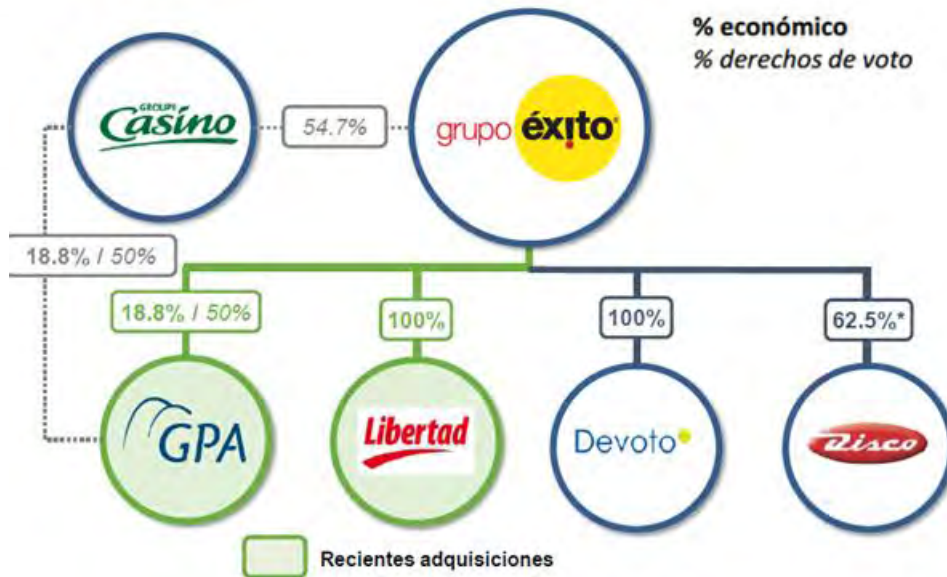 % económico
% derechos de voto
GROUPE
Casino
54.7%
grupo éxito
18.8% / 50%
18.8% / 50%
100%
100%
62.5%*
GPA
Libertad
Devoto
Disco
Recientes adquisiciones